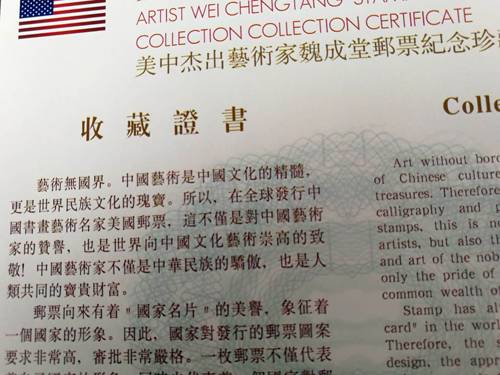 ARTIST WEI CHENGTANG STAMP
COLLECTION COLLECTION CERTIFICATE
美中杰出藝術家魏成堂郵票紀念珍
收藏證書
Colle
藝術無國界。中國藝術是中國文化的精髓，
更是世界民族文化的瑰寶。所以，在全球發行中
國書畫藝術名家美國郵票，這不僅是對中國藝術
家的贊譽，也是世界向中國文化藝術崇高的致
敬！中國藝術家不僅是中華民族的驕傲，也是人
類共同的寶貴財富。
郵票向來有着"國家名片"的美譽，象征着
一個國家的形象。因此，國家對發行的郵票圖案
要求非常高，審批非常嚴格。一枚郵票不僅代表
Art without bor
of Chinese culture
treasures. Therefore
calligraphy and p
stamps, this is n
artists, but also t
and art of the nob
only the pride of
common wealth of
Stamp has al
card" in the worl
Therefore, the s
design, the appr